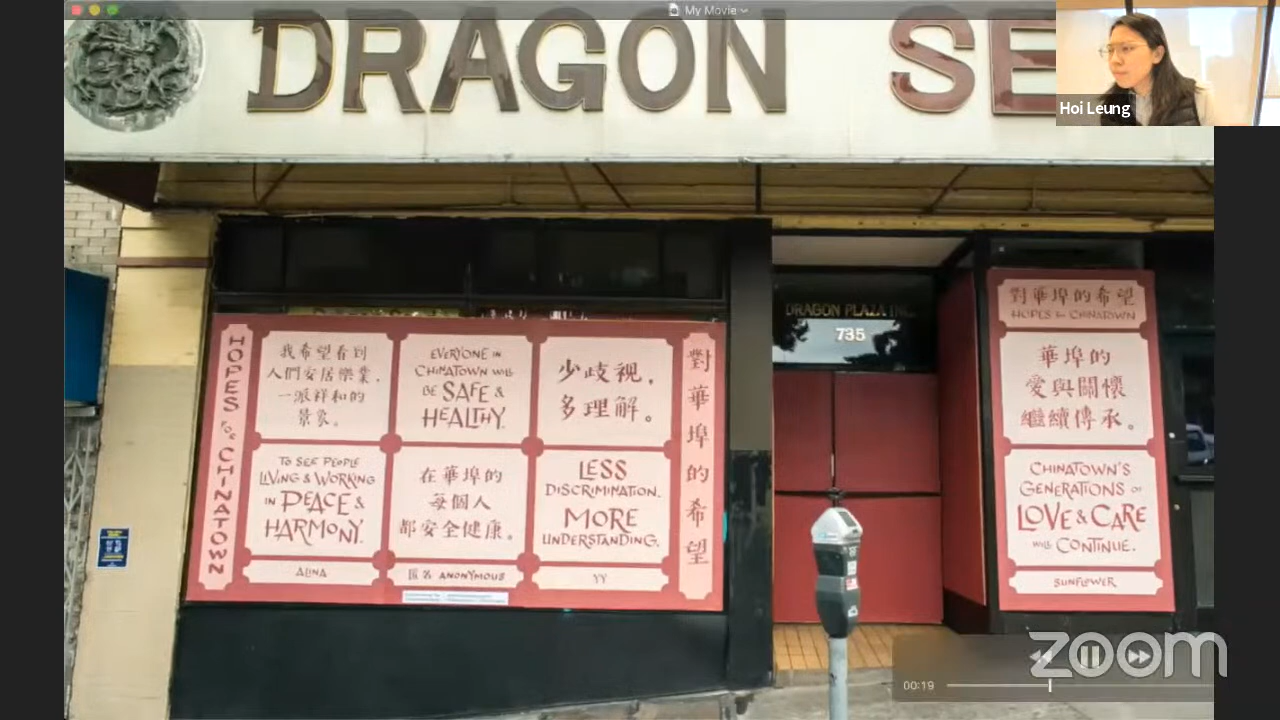 My Movie
DRAGON SE
Hoi Leung
DRAGON PLAZA INC.
735
HOPES for CHINATOWN
我希望看到
人們安居樂業，
一派祥和的
景象。
EVERYONE IN
CHINATOWN WILL
BE SAFE &
HEALTHY.
少歧視，
多理解。
TO SEE PEOPLE
LIVING & WORKING
IN PEACE &
HARMONY.
在華埠的
每個人
都安全健康。
LESS
DISCRIMINATION.
MORE
UNDERSTANDING.
ALINA
匿名 ANONYMOUS
YY
對華埠的希望
對華埠的希望
HOPES for CHINATOWN
華埠的
愛與關懷
繼續傳承。
CHINATOWN'S
GENERATIONS OF
LOVE & CARE
WILL CONTINUE.
SUNFLOWER
zoom
00:19